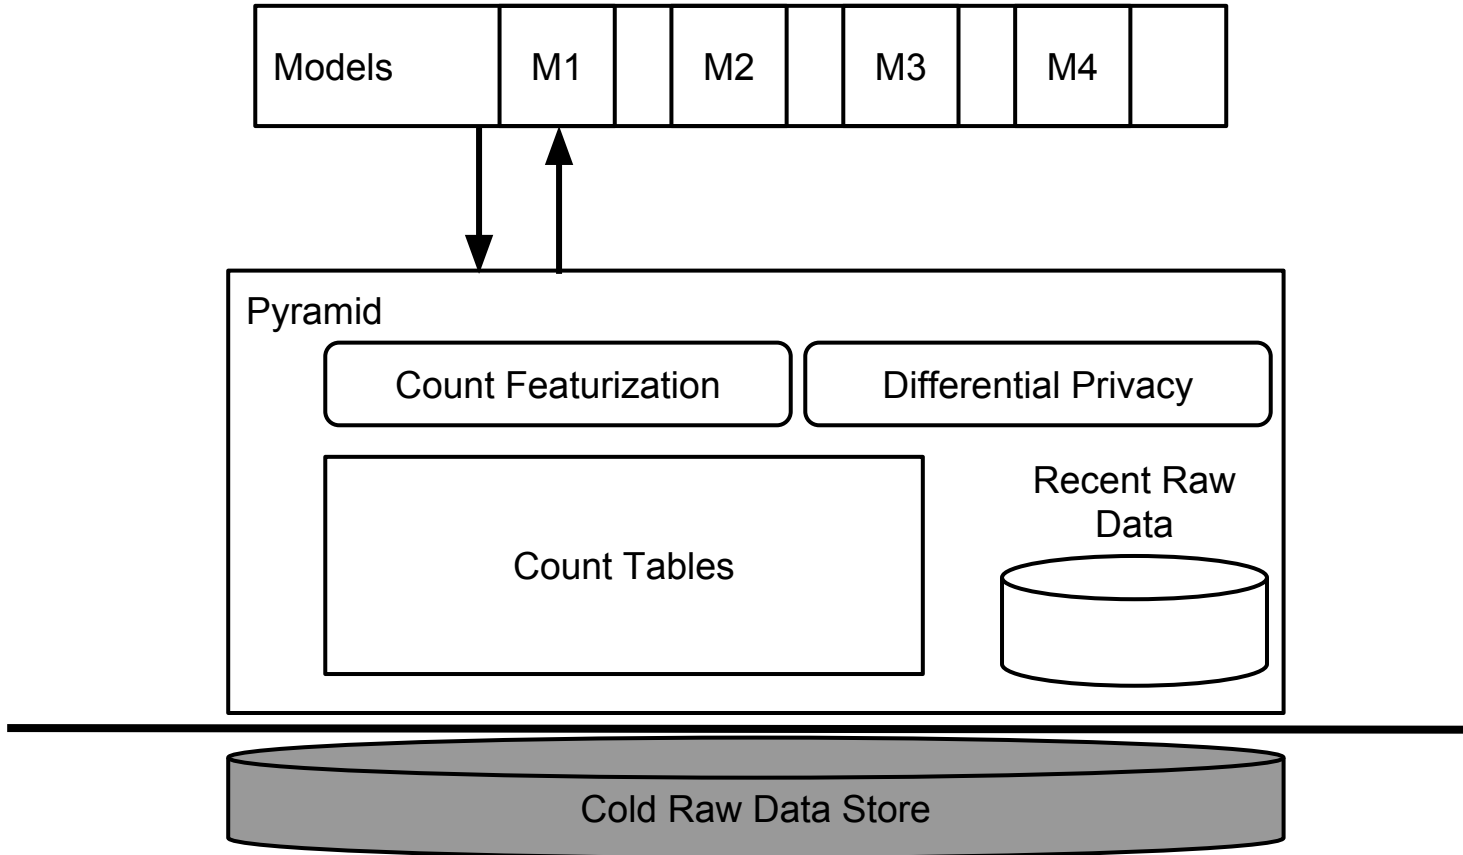 Models M1 M2 M3 M4
Pyramid
Count Featurization
Differential Privacy
Count Tables
Recent Raw
Data
Cold Raw Data Store